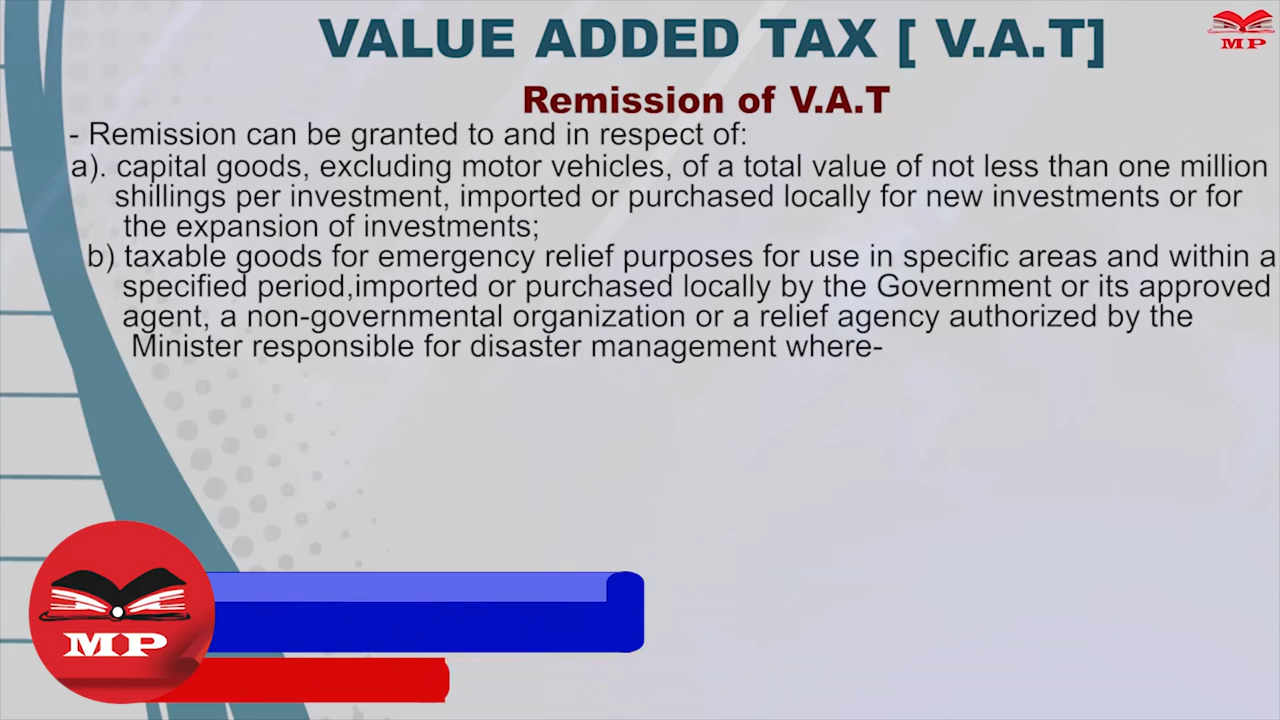 VALUE ADDED TAX [ V.A.T]
MP
Remission of V.A.T
- Remission can be granted to and in respect of:
a). capital goods, excluding motor vehicles, of a total value of not less than one million
shillings per investment, imported or purchased locally for new investments or for
the expansion of investments;
b) taxable goods for emergency relief purposes for use in specific areas and within a
specified period,imported or purchased locally by the Government or its approved
agent, a non-governmental organization or a relief agency authorized by the
Minister responsible for disaster management where-
MP